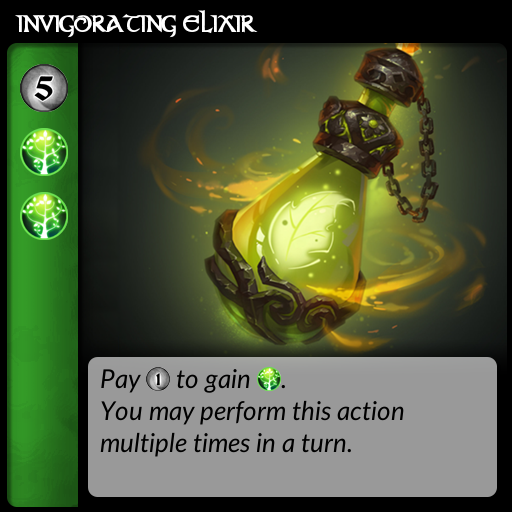 INVIGORATING ELIXIR
5
Pay 1 to gain .
You may perform this action
multiple times in a turn.